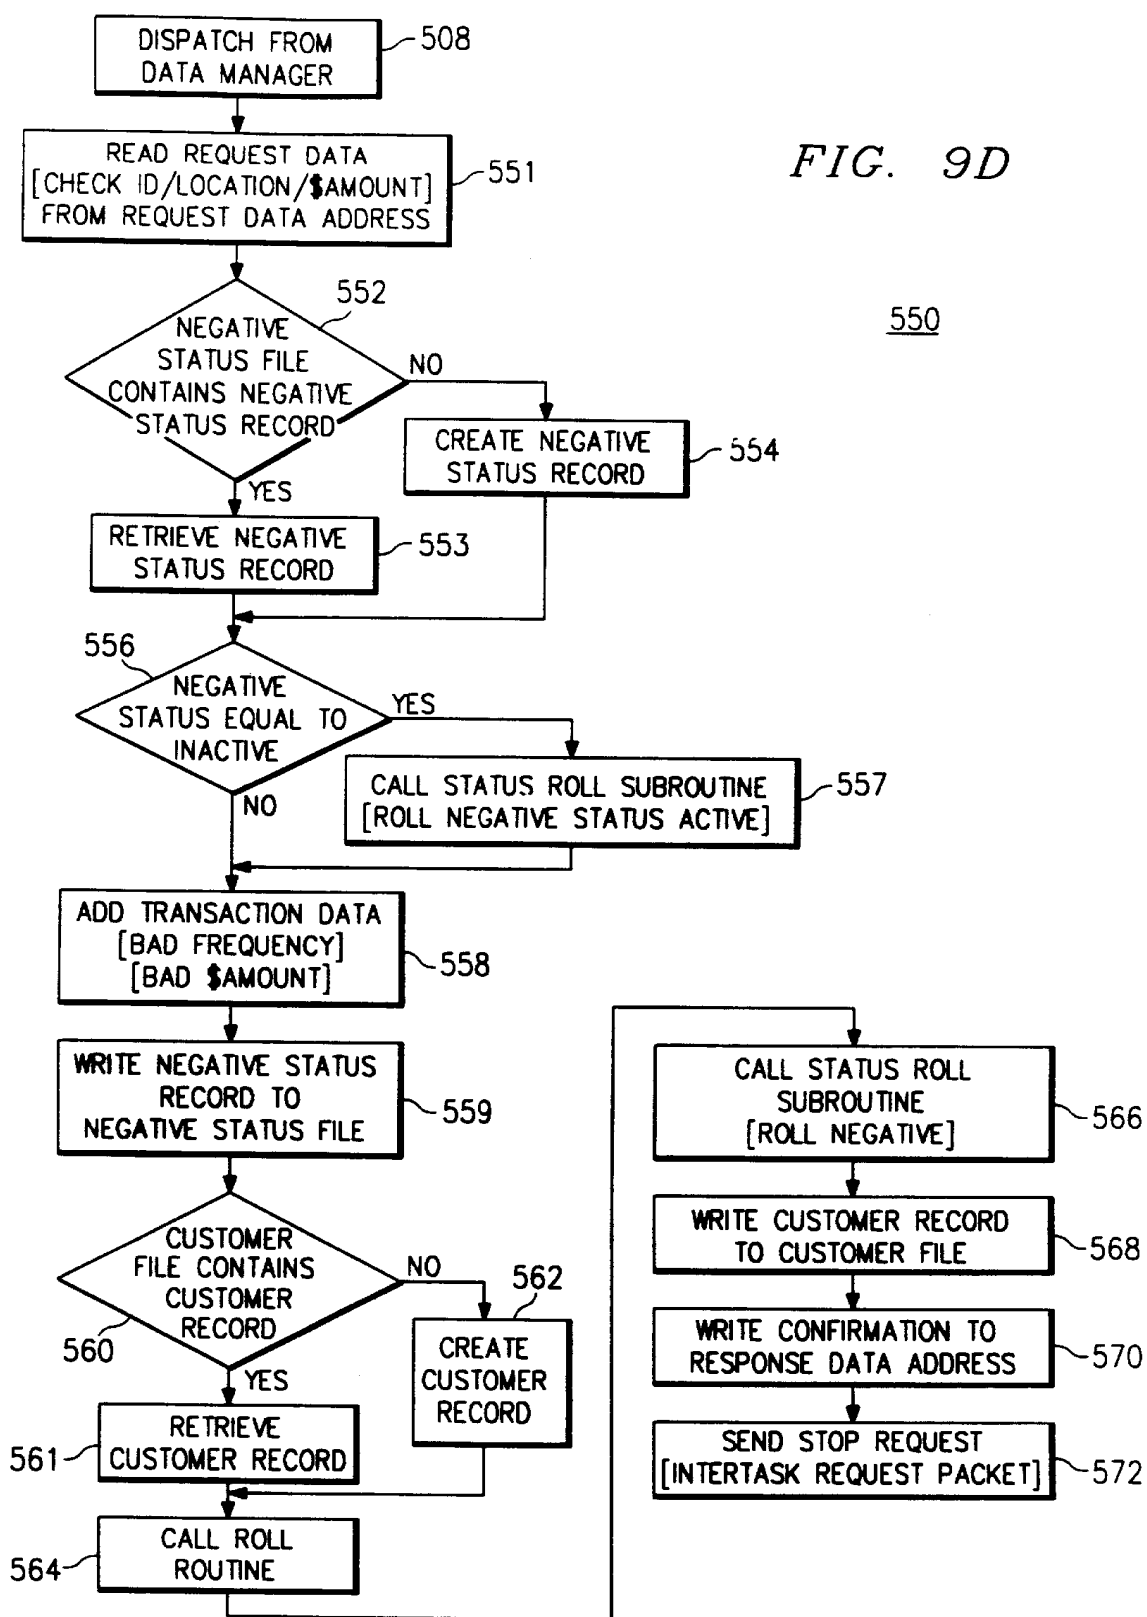 DISPATCH FROM
DATA MANAGER
508
READ REQUEST DATA
[CHECK ID/LOCATION/$AMOUNT]
FROM REQUEST DATA ADDRESS
551
FIG. 9D
550
552
NEGATIVE
STATUS FILE
CONTAINS NEGATIVE
STATUS RECORD
NO
YES
CREATE NEGATIVE
STATUS RECORD
554
RETRIEVE NEGATIVE
STATUS RECORD
553
556
NEGATIVE
STATUS EQUAL TO
INACTIVE
YES
NO
CALL STATUS ROLL SUBROUTINE
[ROLL NEGATIVE STATUS ACTIVE]
557
ADD TRANSACTION DATA
[BAD FREQUENCY]
[BAD $AMOUNT]
558
WRITE NEGATIVE STATUS
RECORD TO
NEGATIVE STATUS FILE
559
CUSTOMER
FILE CONTAINS
CUSTOMER
RECORD
560
NO
YES
562
CREATE
CUSTOMER
RECORD
RETRIEVE
CUSTOMER RECORD
561
CALL ROLL
ROUTINE
564
CALL STATUS ROLL
SUBROUTINE
[ROLL NEGATIVE]
566
WRITE CUSTOMER RECORD
TO CUSTOMER FILE
568
WRITE CONFIRMATION TO
RESPONSE DATA ADDRESS
570
SEND STOP REQUEST
[INTERTASK REQUEST PACKET]
572